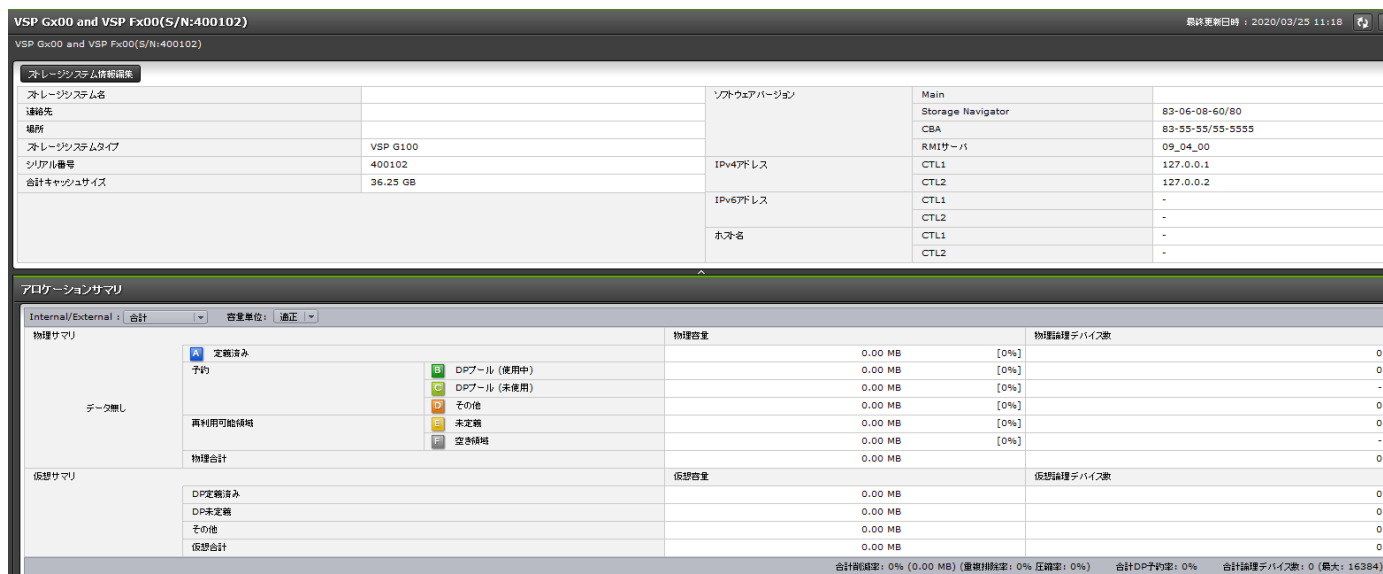 VSP Gx00 and VSP Fx00(S/N:400102) 最終更新日時 : 2020/03/25 11:18
VSP Gx00 and VSP Fx00(S/N:400102)
ストレージシステム情報編集
ストレージシステム名 ソフトウェアバージョン Main
連絡先 Storage Navigator 83-06-08-60/80
場所 CBA 83-55-55/55-5555
ストレージシステムタイプ VSP G100 RMIサーバ 09_04_00
シリアル番号 400102 IPv4アドレス CTL1 127.0.0.1
合計キャッシュサイズ 36.25 GB CTL2 127.0.0.2
IPv6アドレス CTL1 -
CTL2 -
ホスト名 CTL1 -
CTL2 -
アロケーションサマリ
Internal/External : 合計 容量単位: 適正
物理サマリ 物理容量 物理論理デバイス数
A 定義済み 0.00 MB [0%] 0
予約 B DPプール (使用中) 0.00 MB [0%] 0
C DPプール (未使用) 0.00 MB [0%] -
データ無し D その他 0.00 MB [0%] 0
再利用可能領域 E 未定義 0.00 MB [0%] 0
F 空き領域 0.00 MB [0%] -
物理合計 0.00 MB 0
仮想サマリ 仮想容量 仮想論理デバイス数
DP定義済み 0.00 MB 0
DP未定義 0.00 MB 0
その他 0.00 MB 0
仮想合計 0.00 MB 0
合計削減率: 0% (0.00 MB) (重複排除率: 0% 圧縮率: 0%) 合計DP予約率: 0% 合計論理デバイス数: 0 (最大: 16384)